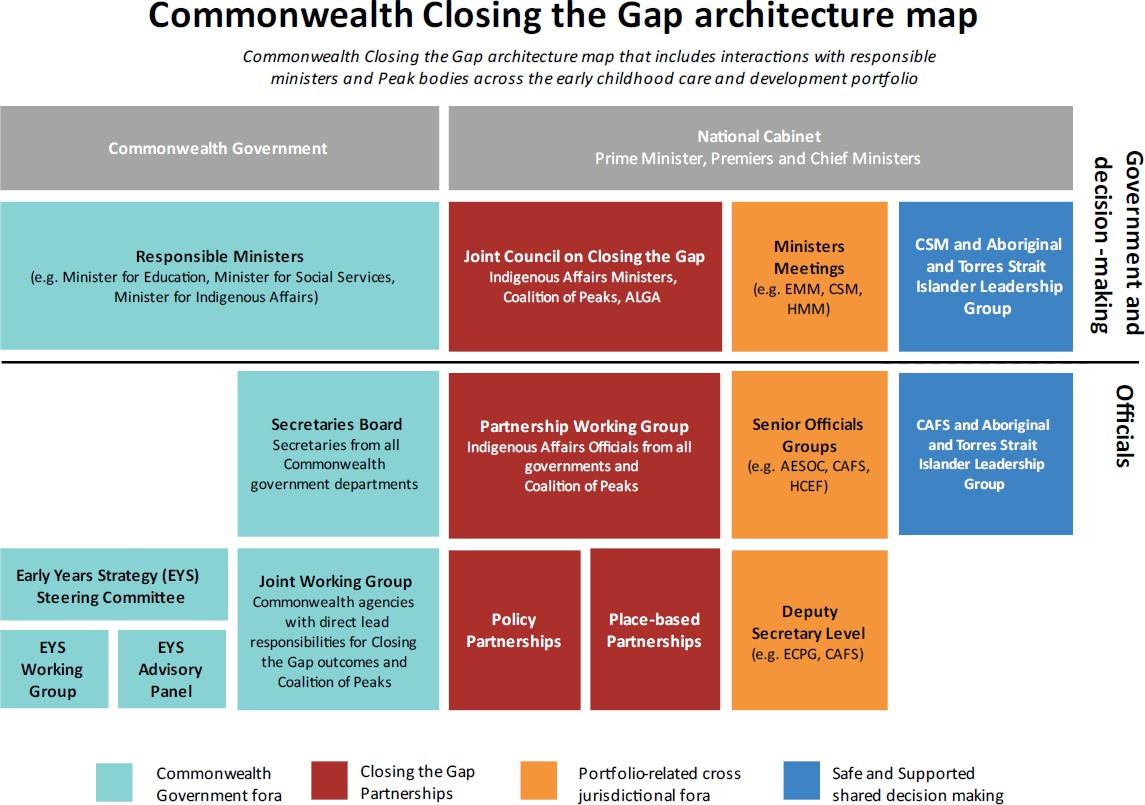 Commonwealth Closing the Gap architecture map
Commonwealth Closing the Gap architecture map that includes interactions with responsible
ministers and Peak bodies across the early childhood care and development portfolio
Commonwealth Government
National Cabinet
Prime Minister, Premiers and Chief Ministers
Government and
decision -making
Responsible Ministers
(e.g. Minister for Education, Minister for Social Services,
Minister for Indigenous Affairs)
Joint Council on Closing the Gap
Indigenous Affairs Ministers,
Coalition of Peaks, ALGA
Ministers
Meetings
(e.g. EMM, CSM,
HMM)
CSM and Aboriginal
and Torres Strait
Islander Leadership
Group
Officials
Secretaries Board
Secretaries from all
Commonwealth
government departments
Partnership Working Group
Indigenous Affairs Officials from all
governments and
Coalition of Peaks
Senior Officials
Groups
(e.g. AESOC, CAFS,
HCEF)
CAFS and Aboriginal
and Torres Strait
Islander Leadership
Group
Early Years Strategy (EYS)
Steering Committee
EYS
Working
Group
EYS
Advisory
Panel
Joint Working Group
Commonwealth agencies
with direct lead
responsibilities for Closing
the Gap outcomes and
Coalition of Peaks
Policy
Partnerships
Place-based
Partnerships
Deputy
Secretary Level
(e.g. ECPG, CAFS)
Commonwealth
Government fora
Closing the Gap
Partnerships
Portfolio-related cross
jurisdictional fora
Safe and Supported
shared decision making